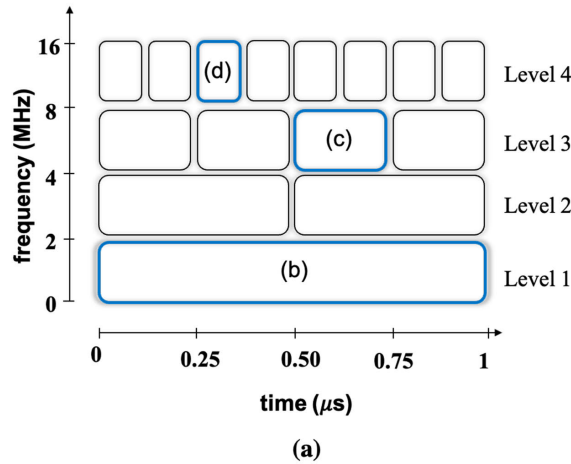 16
(d)
Level 4
8
(c)
Level 3
4
Level 2
2
(b)
Level 1
0
frequency (MHz)
0 0.25 0.50 0.75 1
time (μs)
(a)